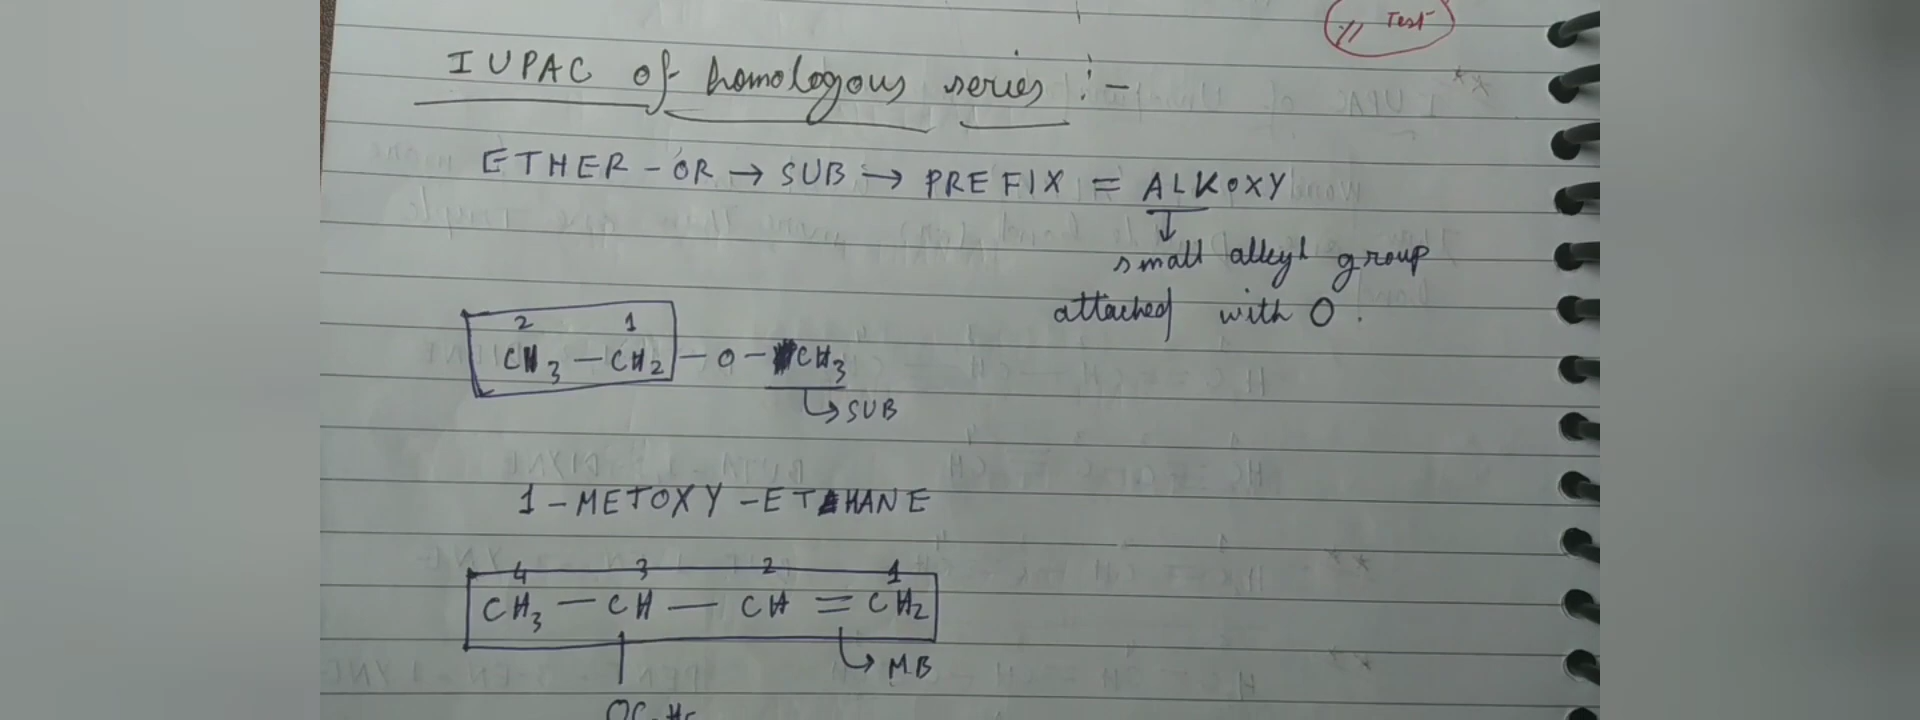 Test
IUPAC of homologous series :-
ETHER - OR → SUB → PREFIX = ALKOXY
small alkyl group
attached with O.
2 1
CH3 — CH2 — O — CH3
SUB
1 - METOXY - ETHANE
4 3 2 1
CH3 — CH — CH = CH2
MB